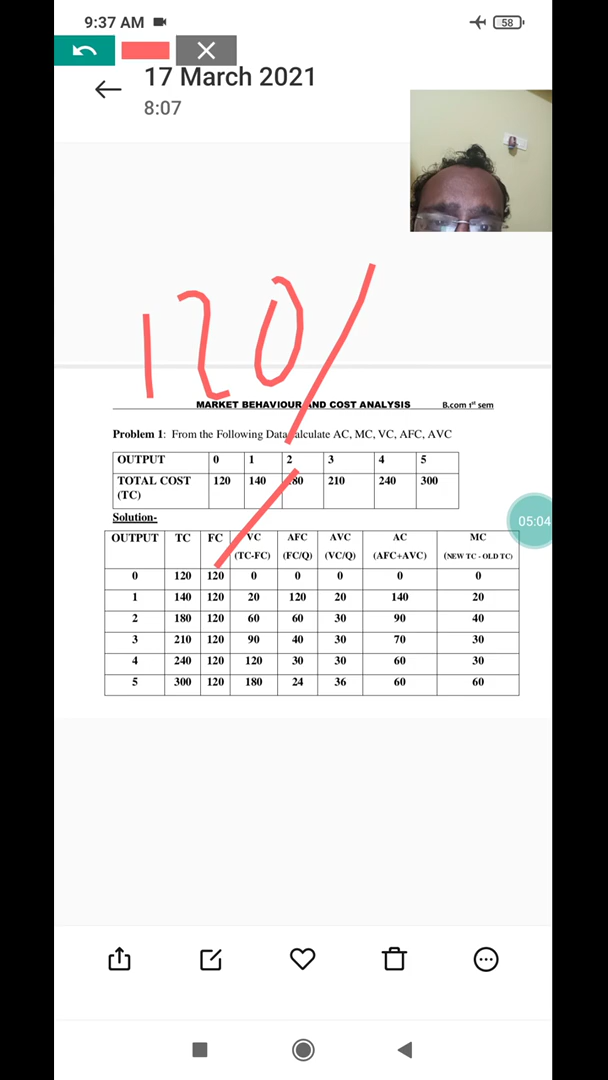 9:37 AM 58
17 March 2021
8:07
120/
MARKET BEHAVIOUR AND COST ANALYSIS B.com Ist sem
Problem 1: From the Following Data calculate AC, MC, VC, AFC, AVC
OUTPUT 0 1 2 3 4 5
TOTAL COST (TC) 120 140 180 210 240 300
Solution-
05:04
OUTPUT TC FC VC AFC AVC AC MC
(TC-FC) (FC/Q) (VC/Q) (AFC+AVC) (NEW TC - OLD TC)
0 120 120 0 0 0 0 0
1 140 120 20 120 20 140 20
2 180 120 60 60 30 90 40
3 210 120 90 40 30 70 30
4 240 120 120 30 30 60 30
5 300 120 180 24 36 60 60